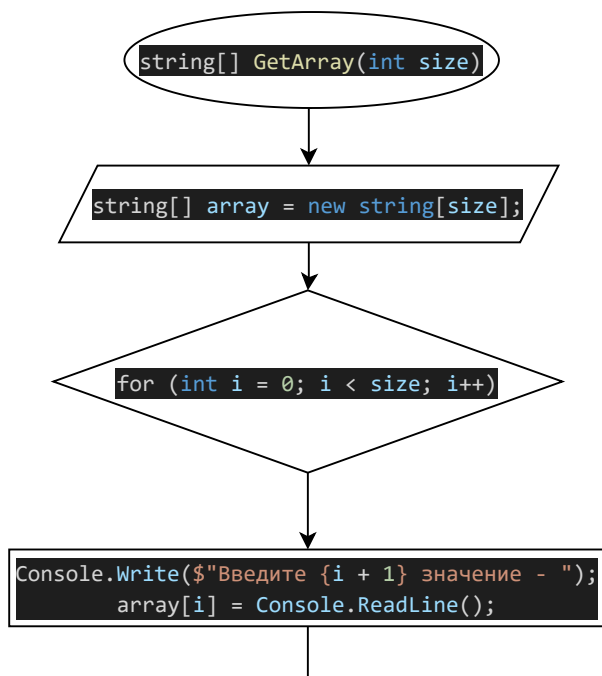 string[] GetArray(int size)
string[] array = new string[size];
for (int i = 0; i < size; i++)
Console.Write($"Введите {i + 1} значение - ");
array[i] = Console.ReadLine();